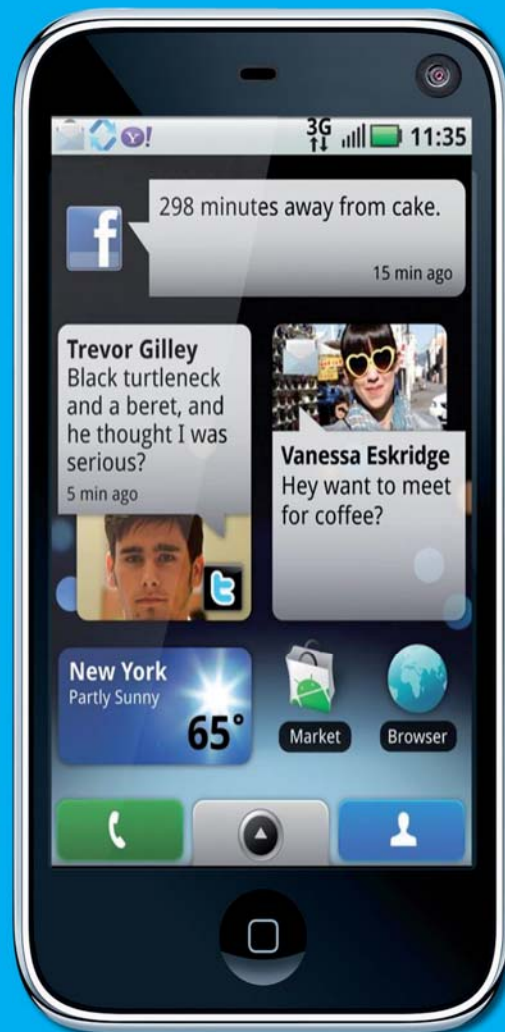 Y!
3G
11:35
f
298 minutes away from cake.
15 min ago
Trevor Gilley
Black turtleneck
and a beret, and
he thought I was
serious?
5 min ago
t
Vanessa Eskridge
Hey want to meet
for coffee?
New York
Partly Sunny
65°
Market
Browser